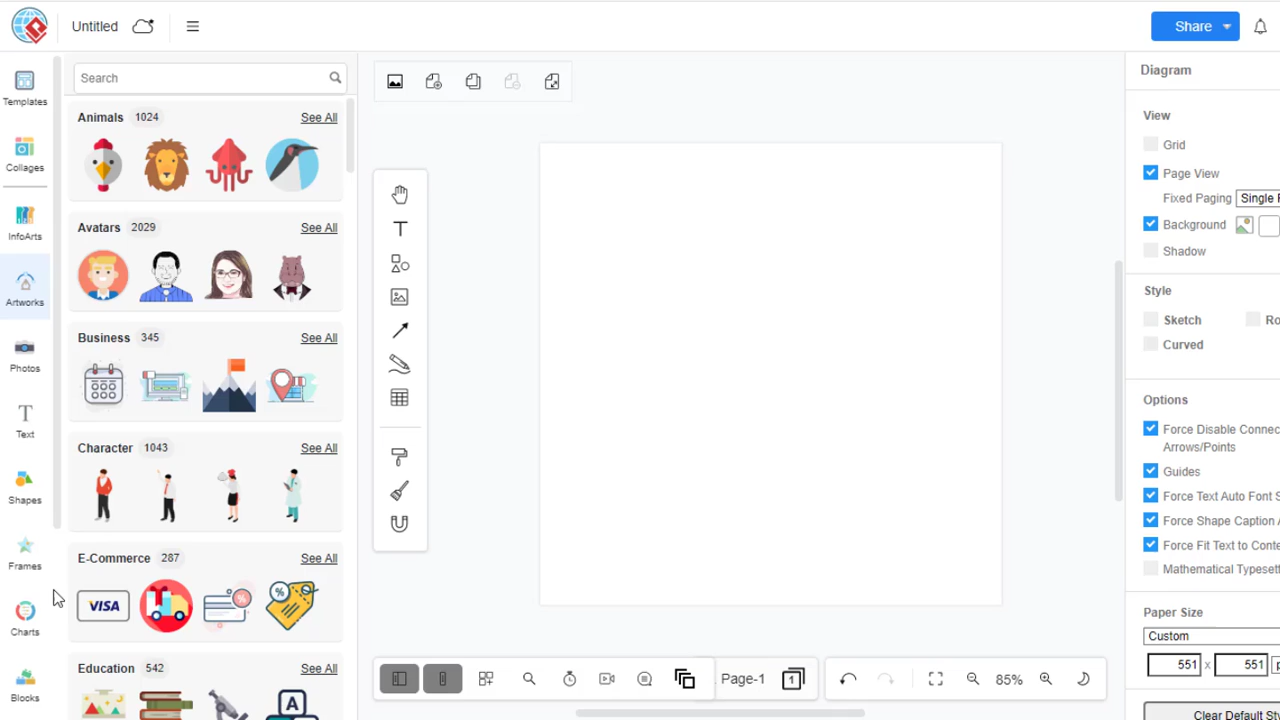 Untitled
Share
Templates
Collages
InfoArts
Artworks
Photos
Text
Shapes
Frames
Charts
Blocks
Search
Animals 1024 See All
Avatars 2029 See All
Business 345 See All
Character 1043 See All
E-Commerce 287 See All
VISA
Education 542 See All
A
Page-1
1
85%
Diagram
View
Grid
Page View
Fixed Paging Single
Background
Shadow
Style
Sketch
Curved
Options
Force Disable
Arrows/Points
Guides
Force Text Auto Font
Force Shape Caption
Force Fit Text to
Mathematical
Paper Size
Custom
551 x 551
Clear Default